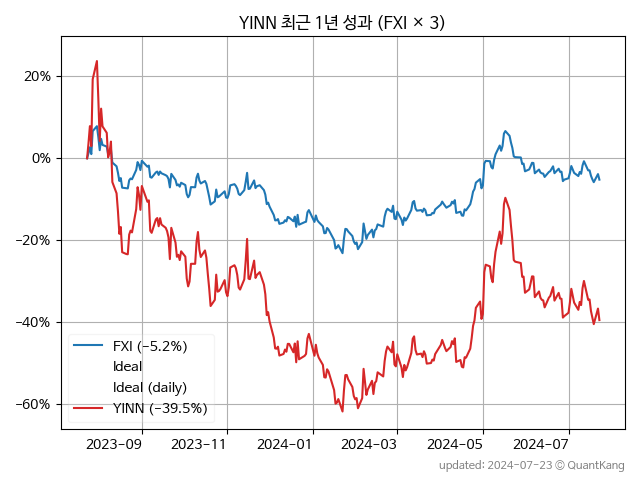 YINN 최근 1년 성과 (FXI × 3)
20%
0%
−20%
−40%
−60%
FXI (−5.2%)
Ideal
Ideal (daily)
YINN (−39.5%)
2023-09 2023-11 2024-01 2024-03 2024-05 2024-07
updated: 2024-07-23 © QuantKang